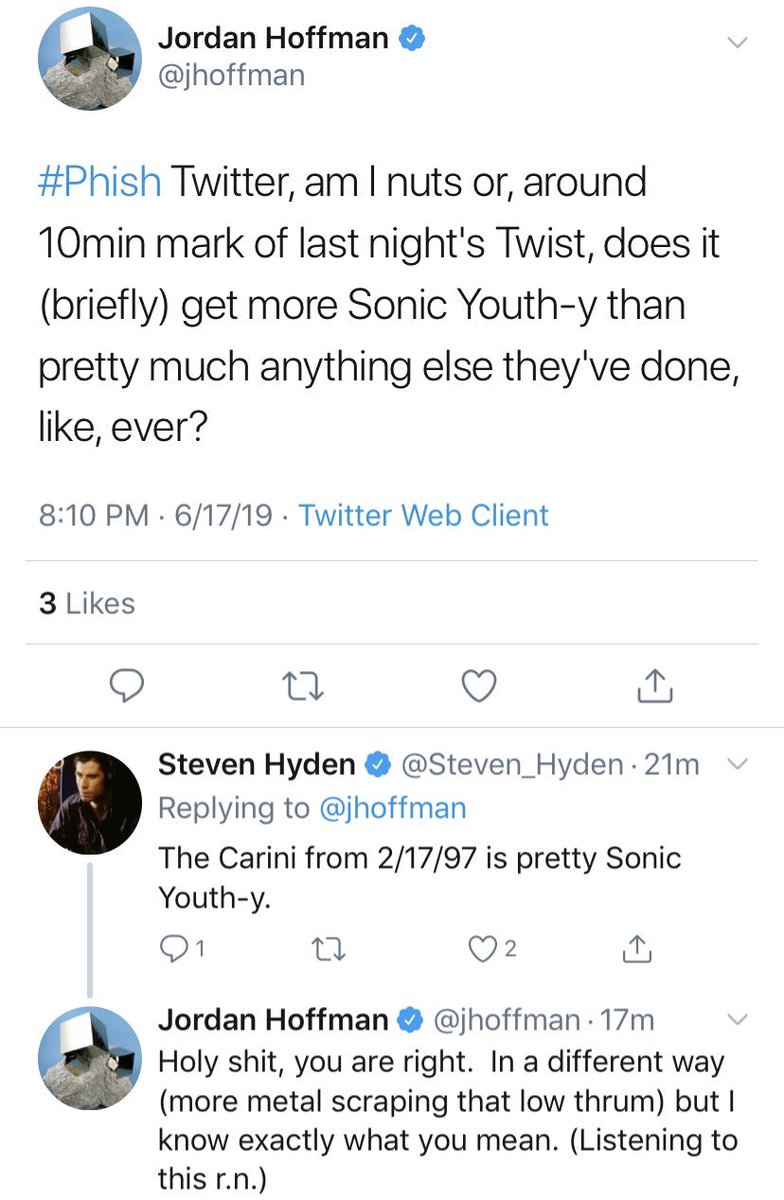 Jordan Hoffman
@jhoffman
#Phish Twitter, am I nuts or, around
10min mark of last night's Twist, does it
(briefly) get more Sonic Youth-y than
pretty much anything else they've done,
like, ever?
8:10 PM · 6/17/19 · Twitter Web Client
3 Likes
Steven Hyden @Steven_Hyden · 21m
Replying to @jhoffman
The Carini from 2/17/97 is pretty Sonic
Youth-y.
1 2
Jordan Hoffman @jhoffman · 17m
Holy shit, you are right. In a different way
(more metal scraping that low thrum) but I
know exactly what you mean. (Listening to
this r.n.)